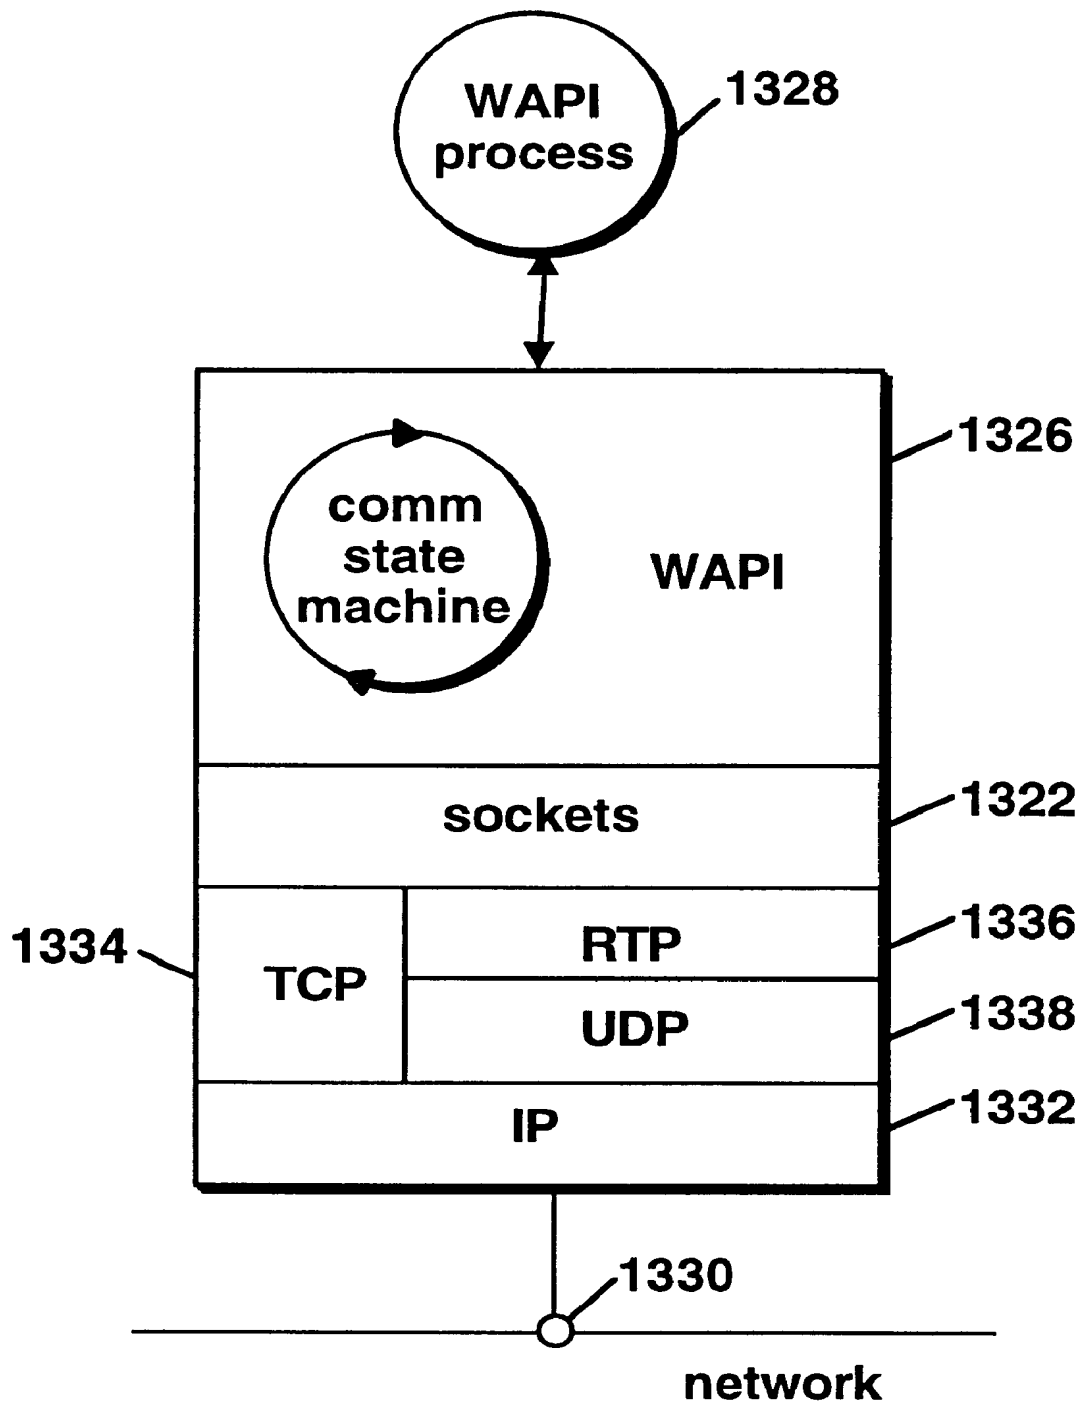 WAPI
process
1328
1326
comm
state
machine
WAPI
sockets
1322
1334
TCP
RTP
1336
UDP
1338
IP
1332
1330
network